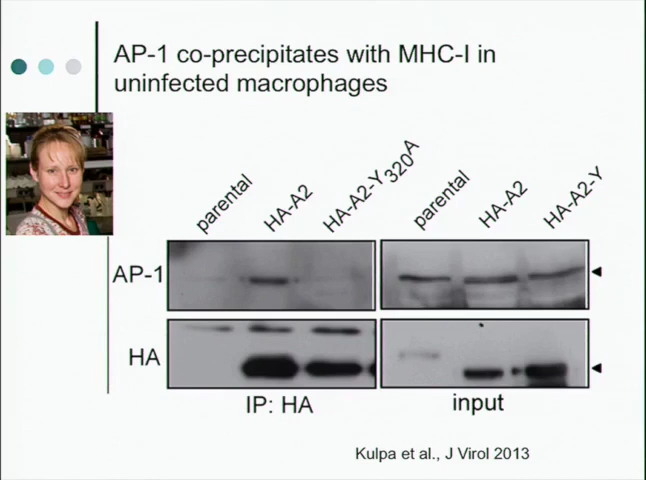 AP-1 co-precipitates with MHC-I in
uninfected macrophages
parental
HA-A2
HA-A2-Y320A
parental
HA-A2
HA-A2-Y
AP-1
HA
IP: HA
input
Kulpa et al., J Virol 2013